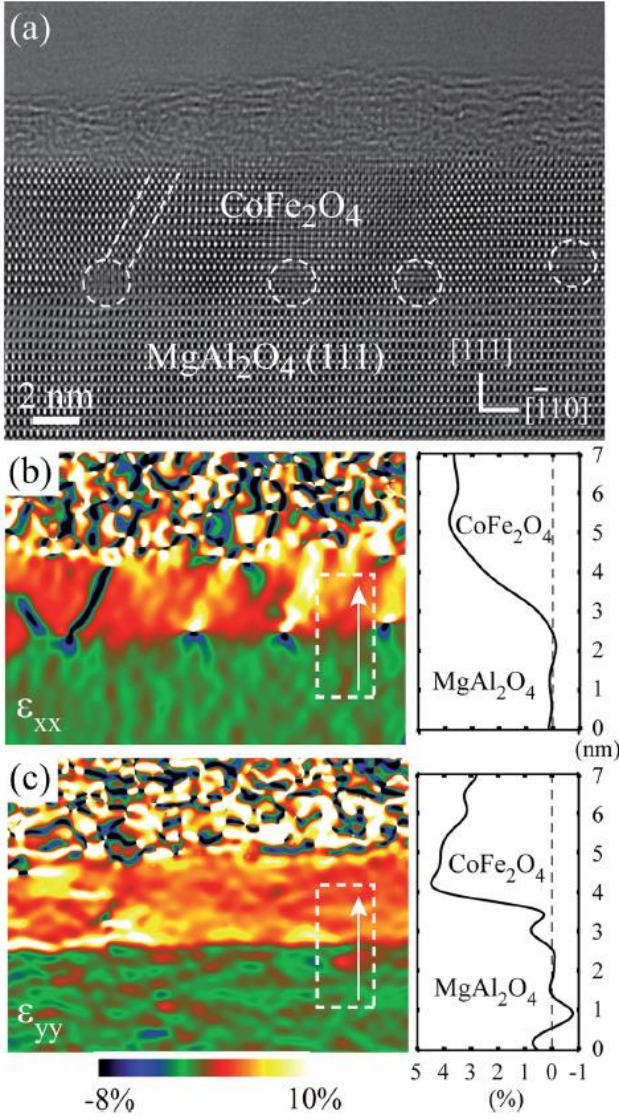 (a)
CoFe₂O₄
MgAl₂O₄ (111)
[111]
[1̄10]
2 nm
(b)
εxx
7
6
CoFe₂O₄
5
4
3
2
MgAl₂O₄
1
0
(nm)
(c)
εyy
7
6
CoFe₂O₄
5
4
3
2
MgAl₂O₄
1
0
5 4 3 2 1 0 -1
(%)
-8% 10%